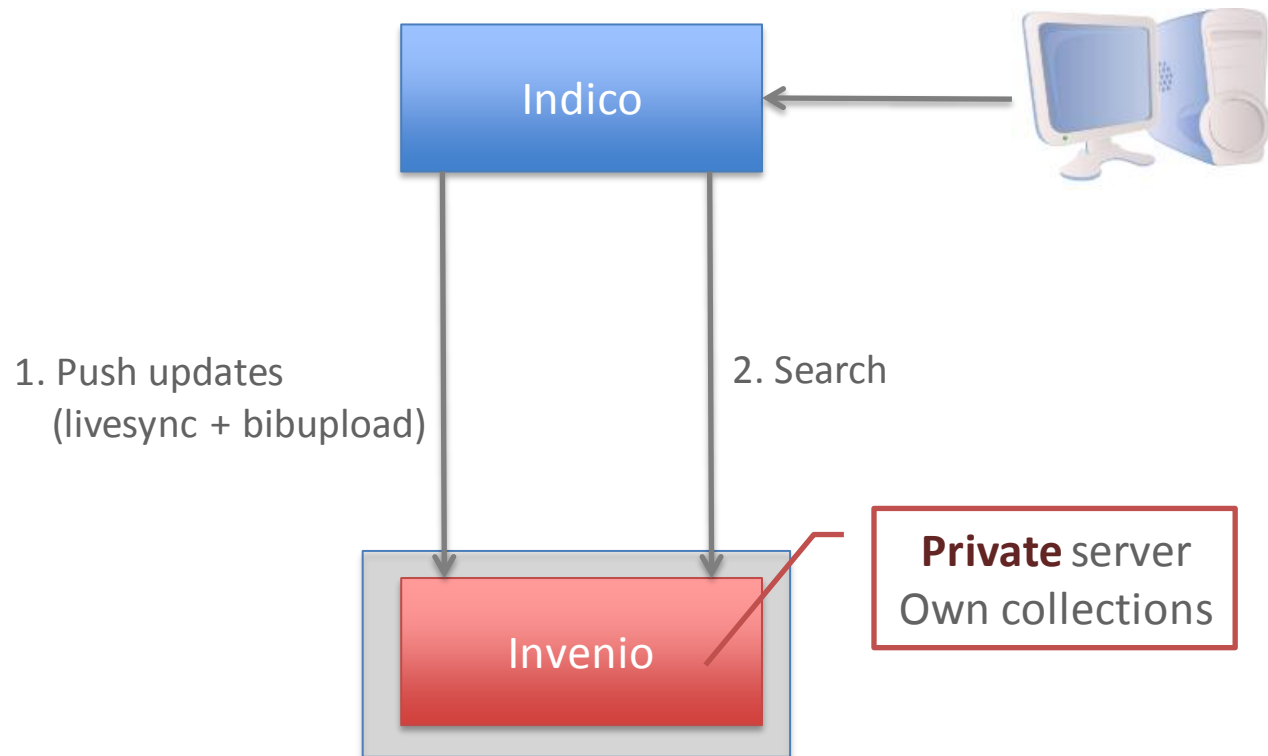 Indico
1. Push updates
(livesync + bibupload)
2. Search
Private server
Own collections
Invenio